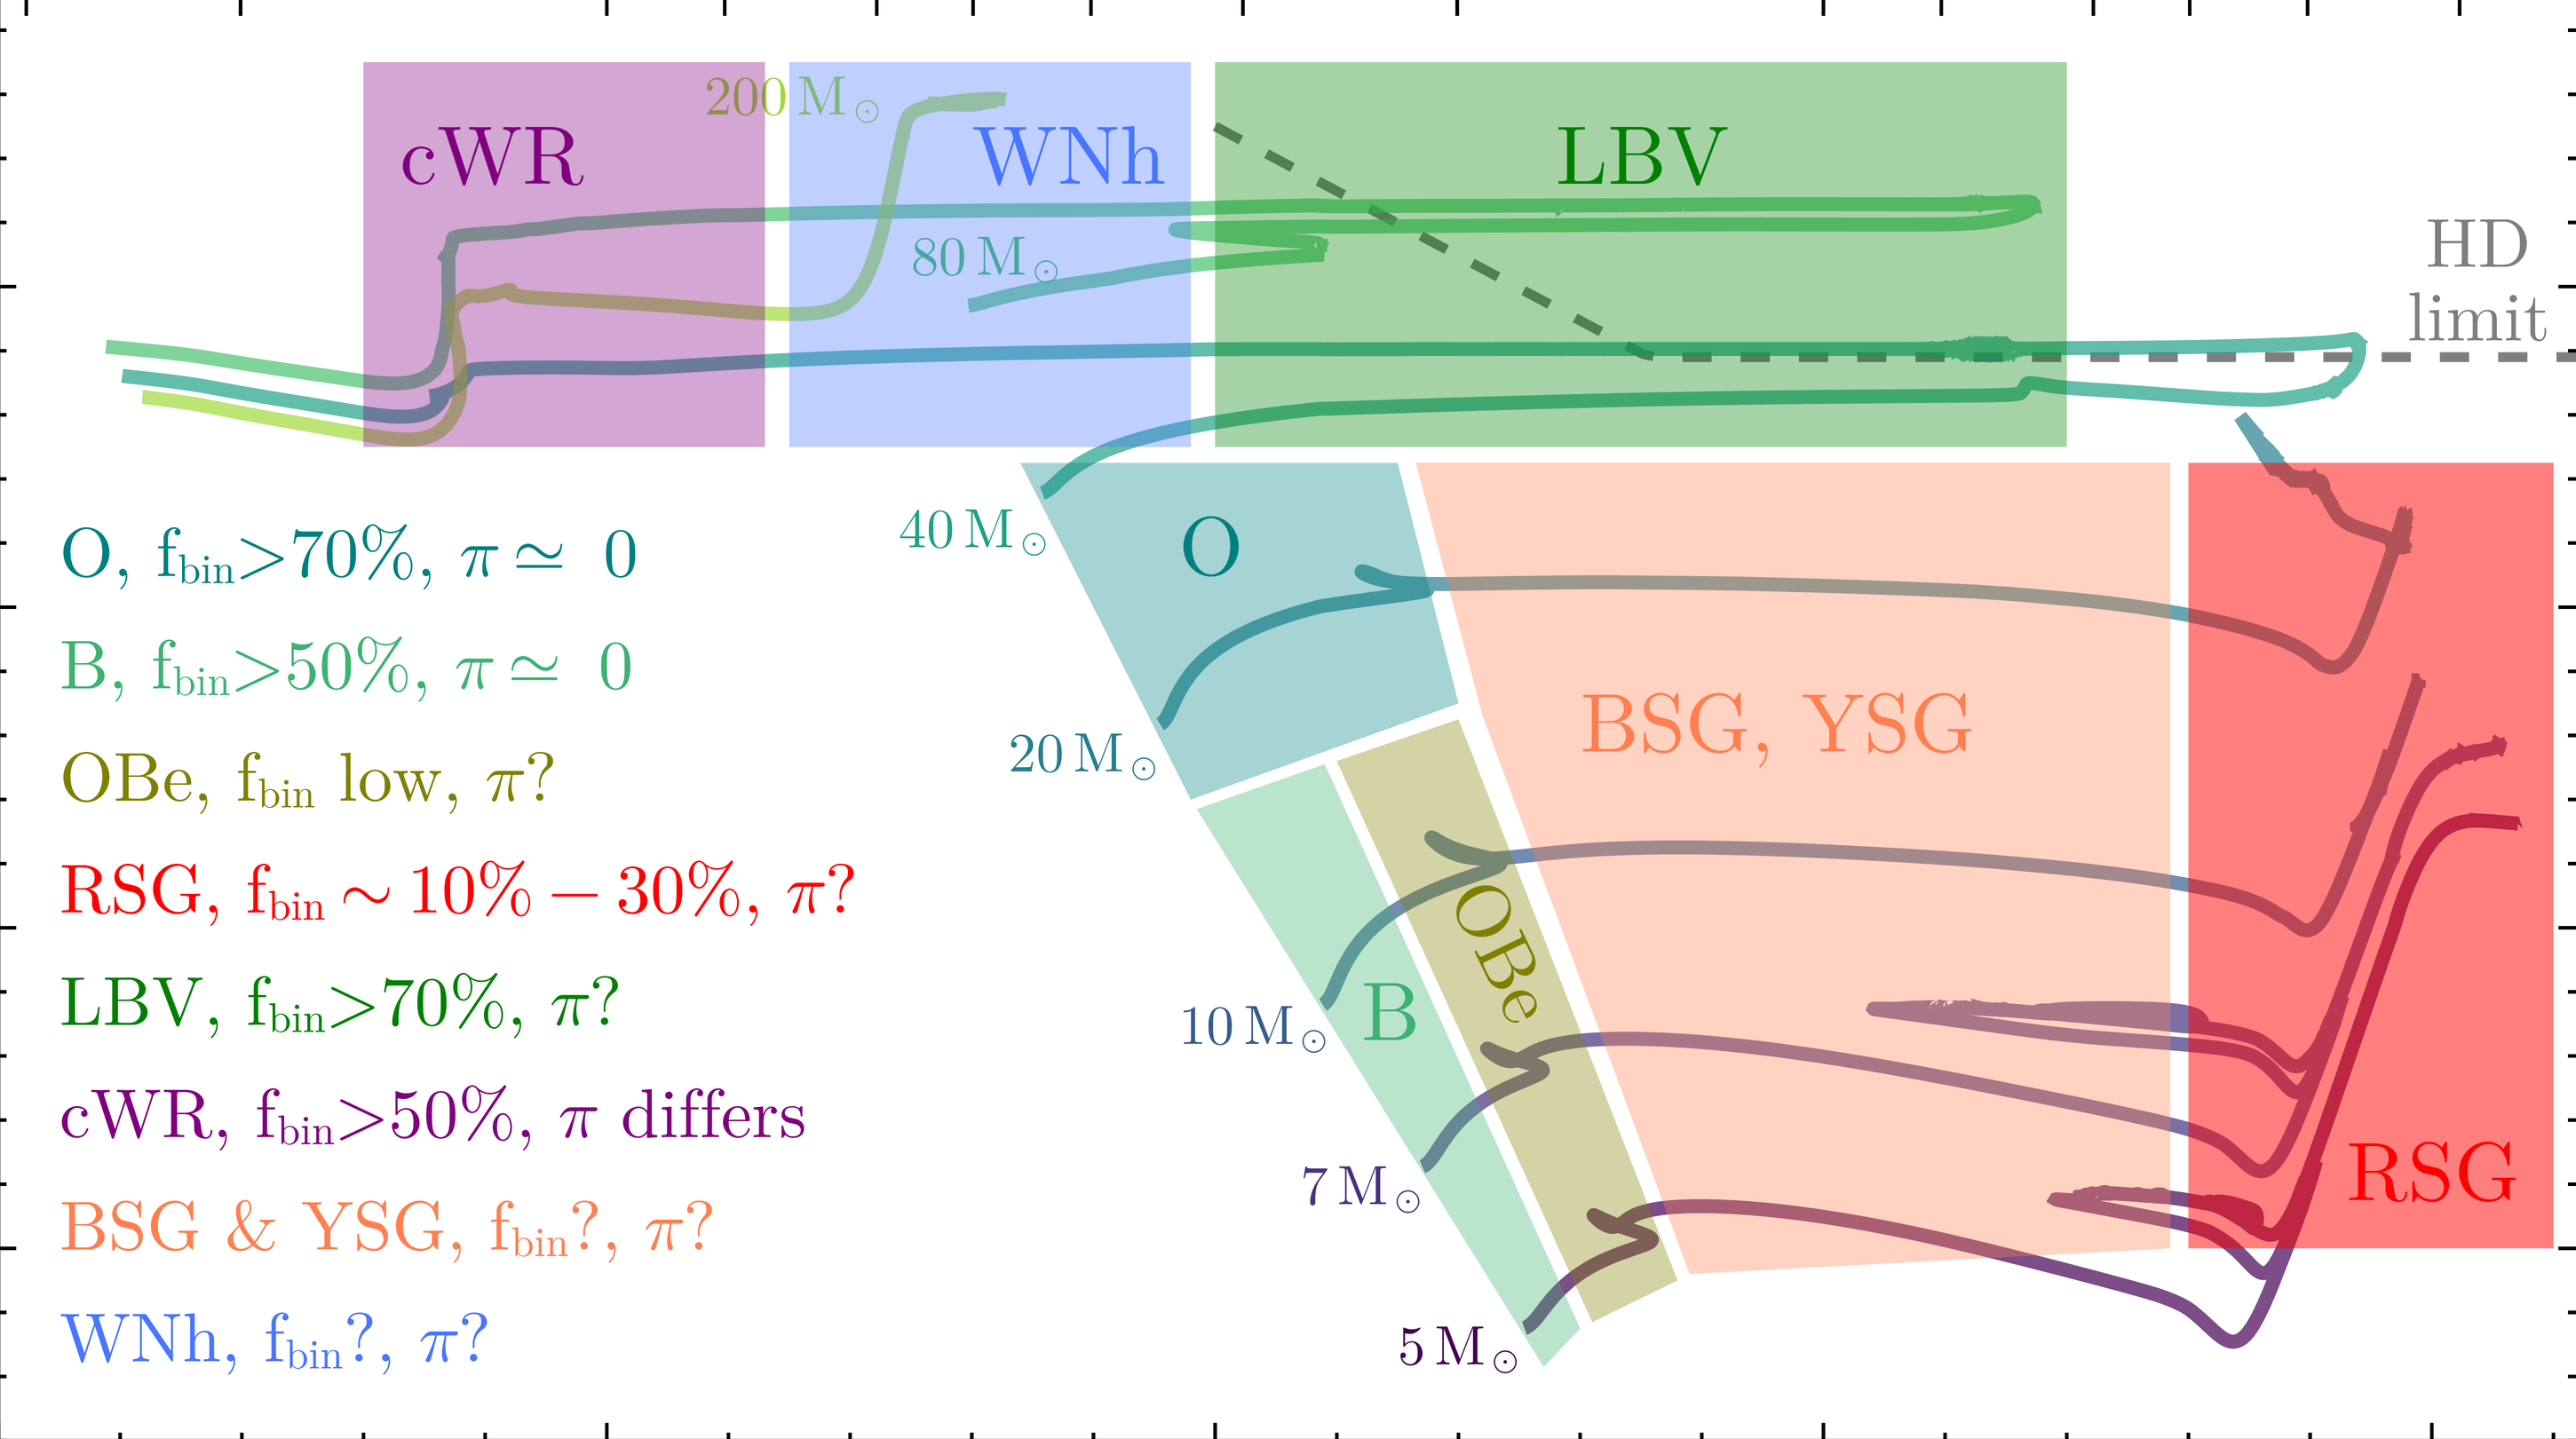 200 M⊙
cWR
WNh
LBV
80 M⊙
HD
limit
40 M⊙
O
O, f_bin>70%, π ≃ 0
B, f_bin>50%, π ≃ 0
BSG, YSG
20 M⊙
OBe, f_bin low, π?
RSG, f_bin ∼ 10% − 30%, π?
OBe
LBV, f_bin>70%, π?
B
10 M⊙
cWR, f_bin>50%, π differs
7 M⊙
RSG
BSG & YSG, f_bin?, π?
WNh, f_bin?, π?
5 M⊙